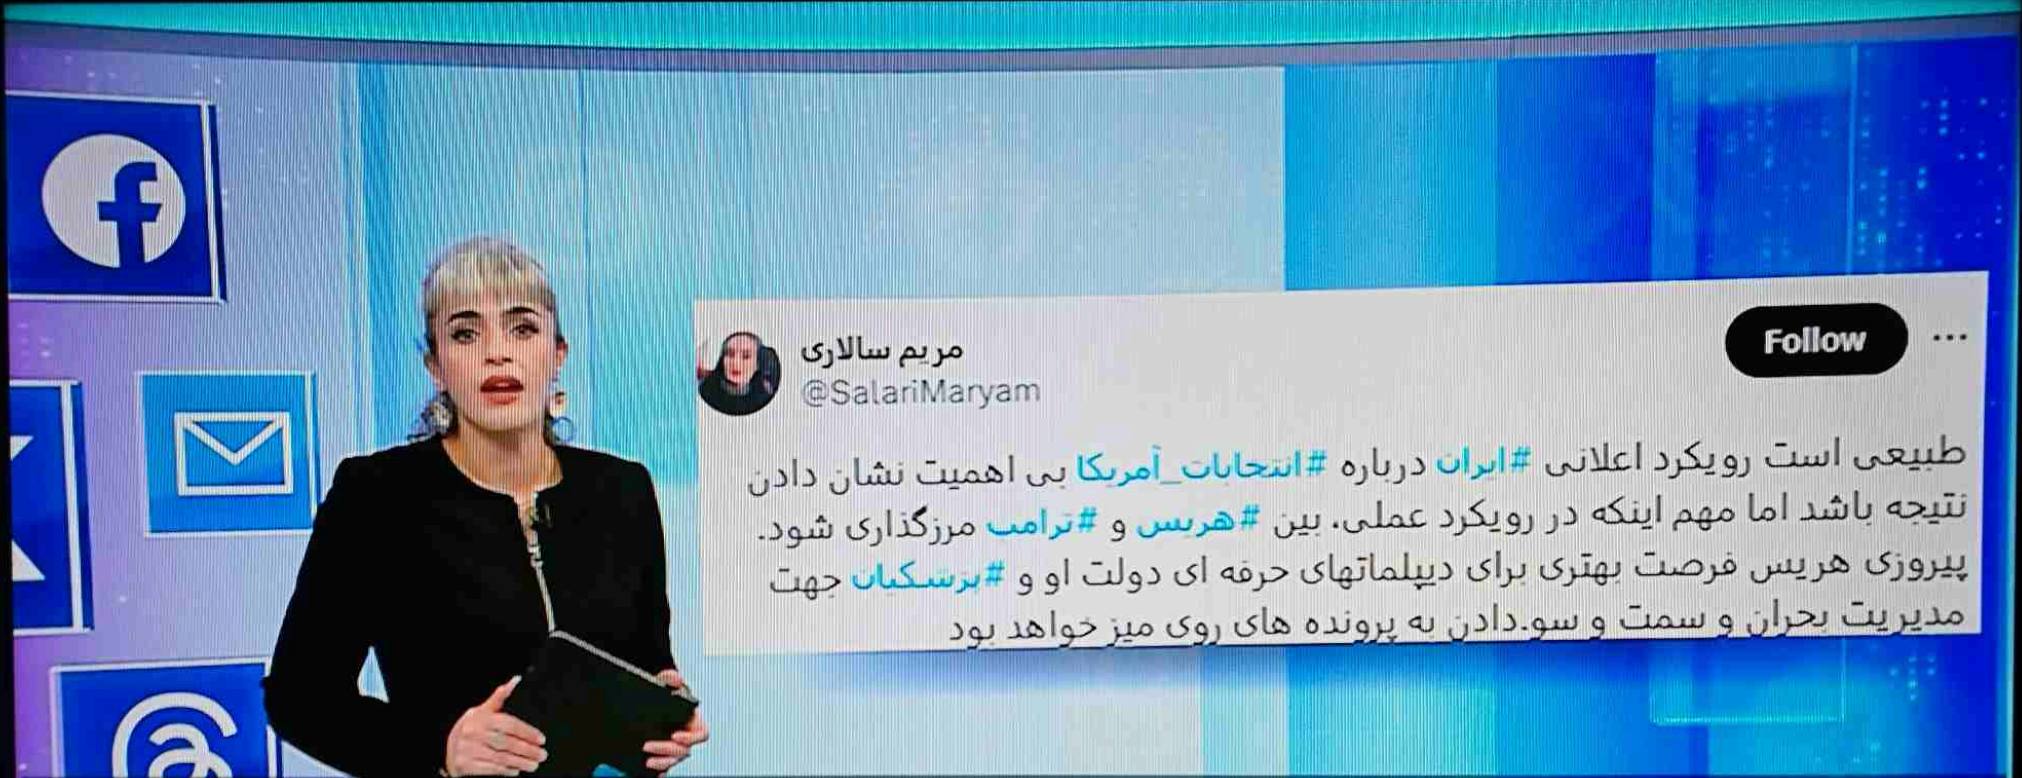 مریم سالاری
@SalariMaryam
Follow
طبیعی است رویکرد اعلانی #ایران درباره #انتخابات_آمریکا بی اهمیت نشان دادن
نتیجه باشد اما مهم اینکه در رویکرد عملی، بین #هریس و #ترامپ مرزگذاری شود.
پیروزی هریس فرصت بهتری برای دیپلماتهای حرفه ای دولت او و #پزشکیان جهت
مدیریت بحران و سمت و سو.دادن به پرونده های روی میز خواهد بود